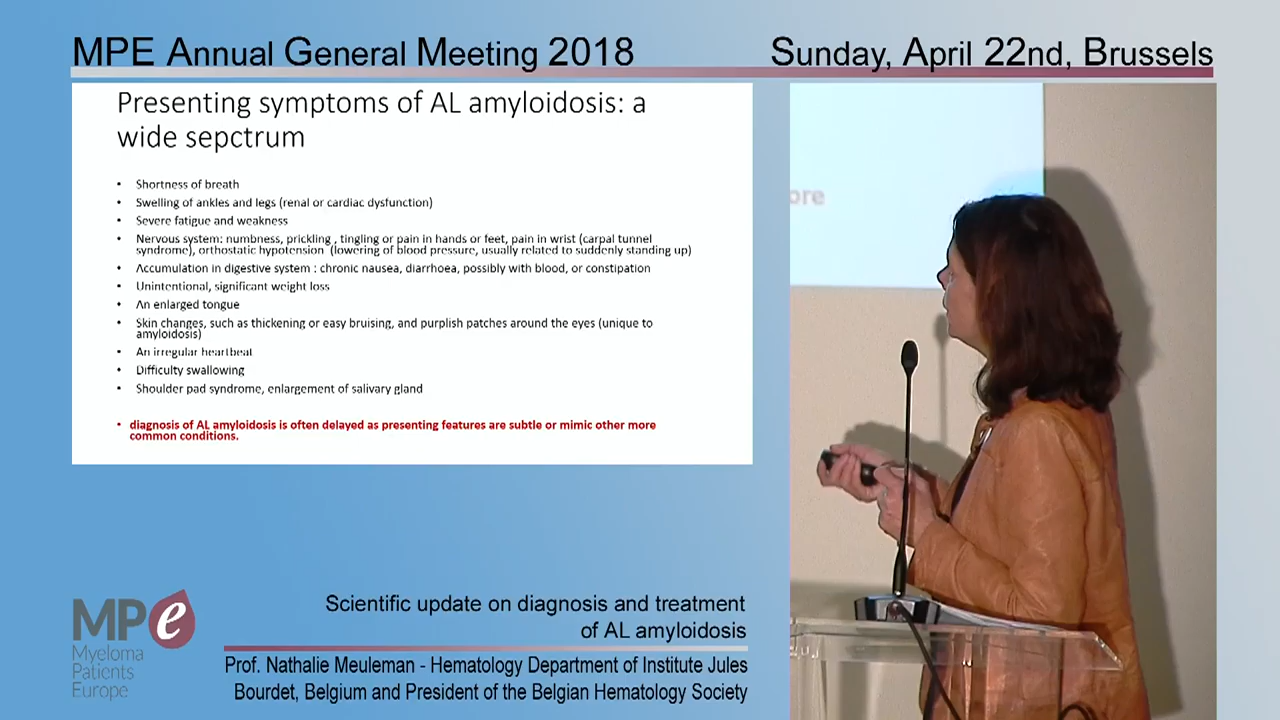 MPE Annual General Meeting 2018
Sunday, April 22nd, Brussels
Presenting symptoms of AL amyloidosis: a
wide sepctrum
• Shortness of breath
• Swelling of ankles and legs (renal or cardiac dysfunction)
• Severe fatigue and weakness
• Nervous system: numbness, prickling , tingling or pain in hands or feet, pain in wrist (carpal tunnel
syndrome), orthostatic hypotension (lowering of blood pressure, usually related to suddenly standing up)
• Accumulation in digestive system : chronic nausea, diarrhoea, possibly with blood, or constipation
• Unintentional, significant weight loss
• An enlarged tongue
• Skin changes, such as thickening or easy bruising, and purplish patches around the eyes (unique to
amyloidosis)
• An irregular heartbeat
• Difficulty swallowing
• Shoulder pad syndrome, enlargement of salivary gland
• diagnosis of AL amyloidosis is often delayed as presenting features are subtle or mimic other more
common conditions.
ore
MPe
Myeloma
Patients
Europe
Scientific update on diagnosis and treatment
of AL amyloidosis
Prof. Nathalie Meuleman - Hematology Department of Institute Jules
Bourdet, Belgium and President of the Belgian Hematology Society